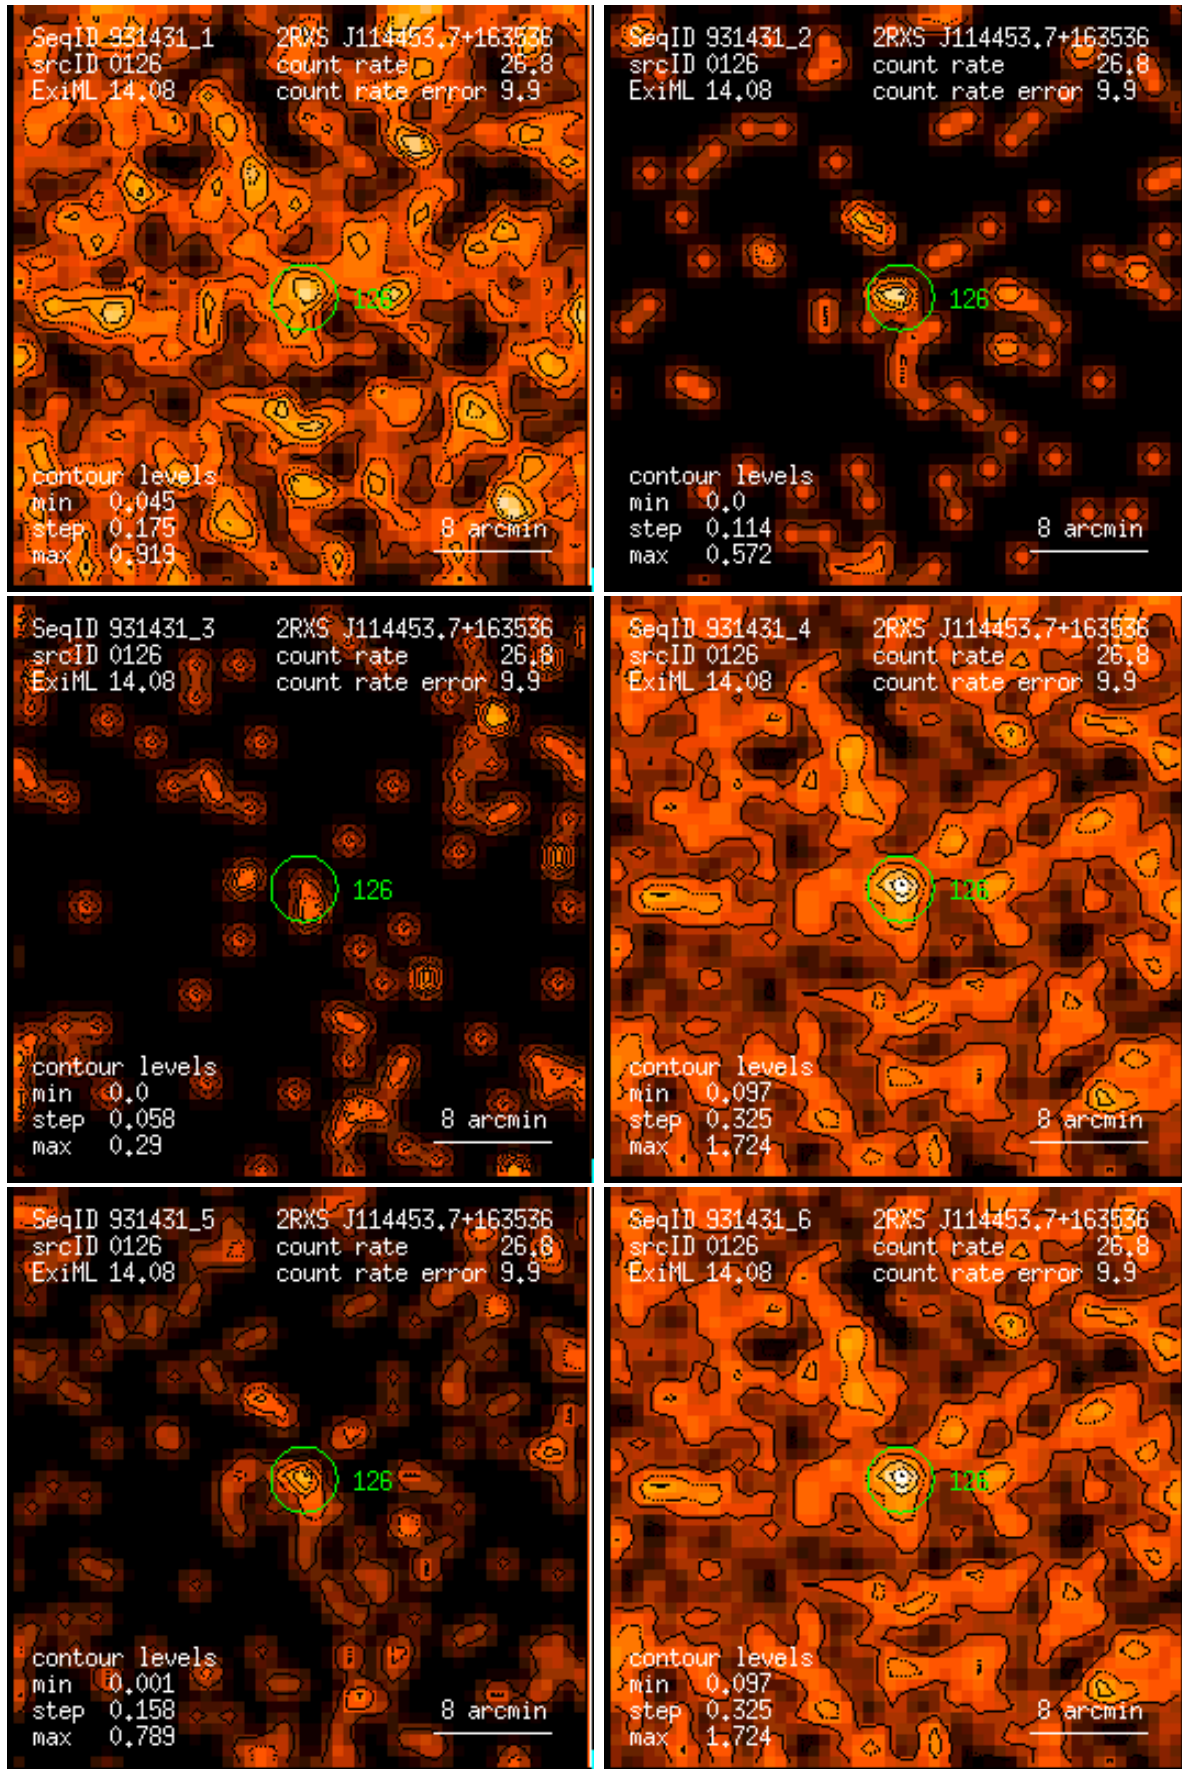 SeqID 931431_1 2RXS J114453.7+163536
srcID 0126 count rate 26.8
ExiML 14.08 count rate error 9.9
126
contour levels
min 0.045
step 0.175
max 0.919
8 arcmin
SeqID 931431_2 2RXS J114453.7+163536
srcID 0126 count rate 26.8
ExiML 14.08 count rate error 9.9
126
contour levels
min 0.0
step 0.114
max 0.572
8 arcmin
SeqID 931431_3 2RXS J114453.7+163536
srcID 0126 count rate 26.8
ExiML 14.08 count rate error 9.9
126
contour levels
min 0.0
step 0.058
max 0.29
8 arcmin
SeqID 931431_4 2RXS J114453.7+163536
srcID 0126 count rate 26.8
ExiML 14.08 count rate error 9.9
126
contour levels
min 0.097
step 0.325
max 1.724
8 arcmin
SeqID 931431_5 2RXS J114453.7+163536
srcID 0126 count rate 26.8
ExiML 14.08 count rate error 9.9
126
contour levels
min 0.001
step 0.158
max 0.789
8 arcmin
SeqID 931431_6 2RXS J114453.7+163536
srcID 0126 count rate 26.8
ExiML 14.08 count rate error 9.9
126
contour levels
min 0.097
step 0.325
max 1.724
8 arcmin